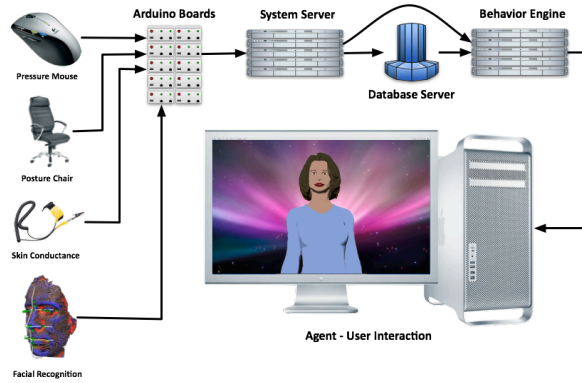 Arduino Boards
System Server
Behavior Engine
Pressure Mouse
Database Server
Posture Chair
Skin Conductance
Agent - User Interaction
Facial Recognition